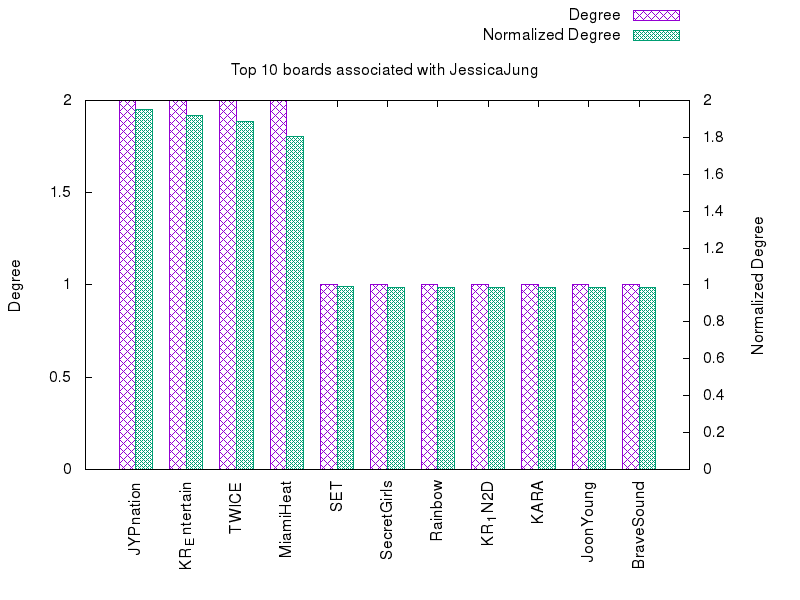 Degree
Normalized Degree
Top 10 boards associated with JessicaJung
2
1.5
1
0.5
0
2
1.8
1.6
1.4
1.2
1
0.8
0.6
0.4
0.2
0
Degree
Normalized Degree
JYPnation
KR_Entertain
TWICE
MiamiHeat
SET
SecretGirls
Rainbow
KR₁N2D
KARA
JoonYoung
BraveSound